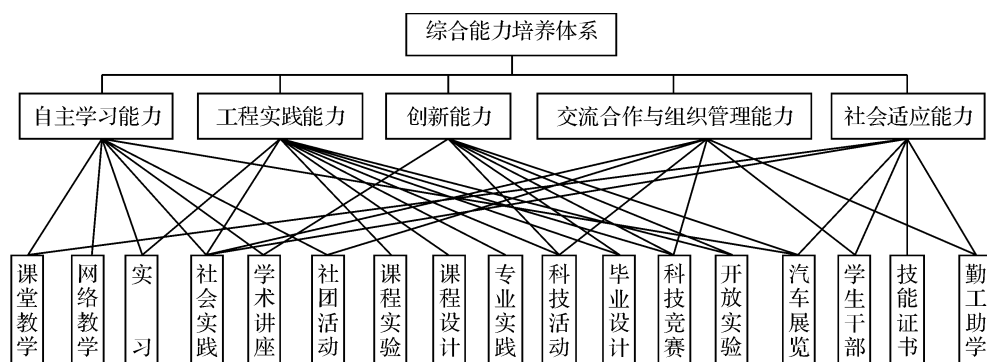 综合能力培养体系
自主学习能力
工程实践能力
创新能力
交流合作与组织管理能力
社会适应能力
课堂教学
网络教学
实习
社会实践
学术讲座
社团活动
课程实验
课程设计
专业实践
科技活动
毕业设计
科技竞赛
开放实验
汽车展览
学生干部
技能证书
勤工助学